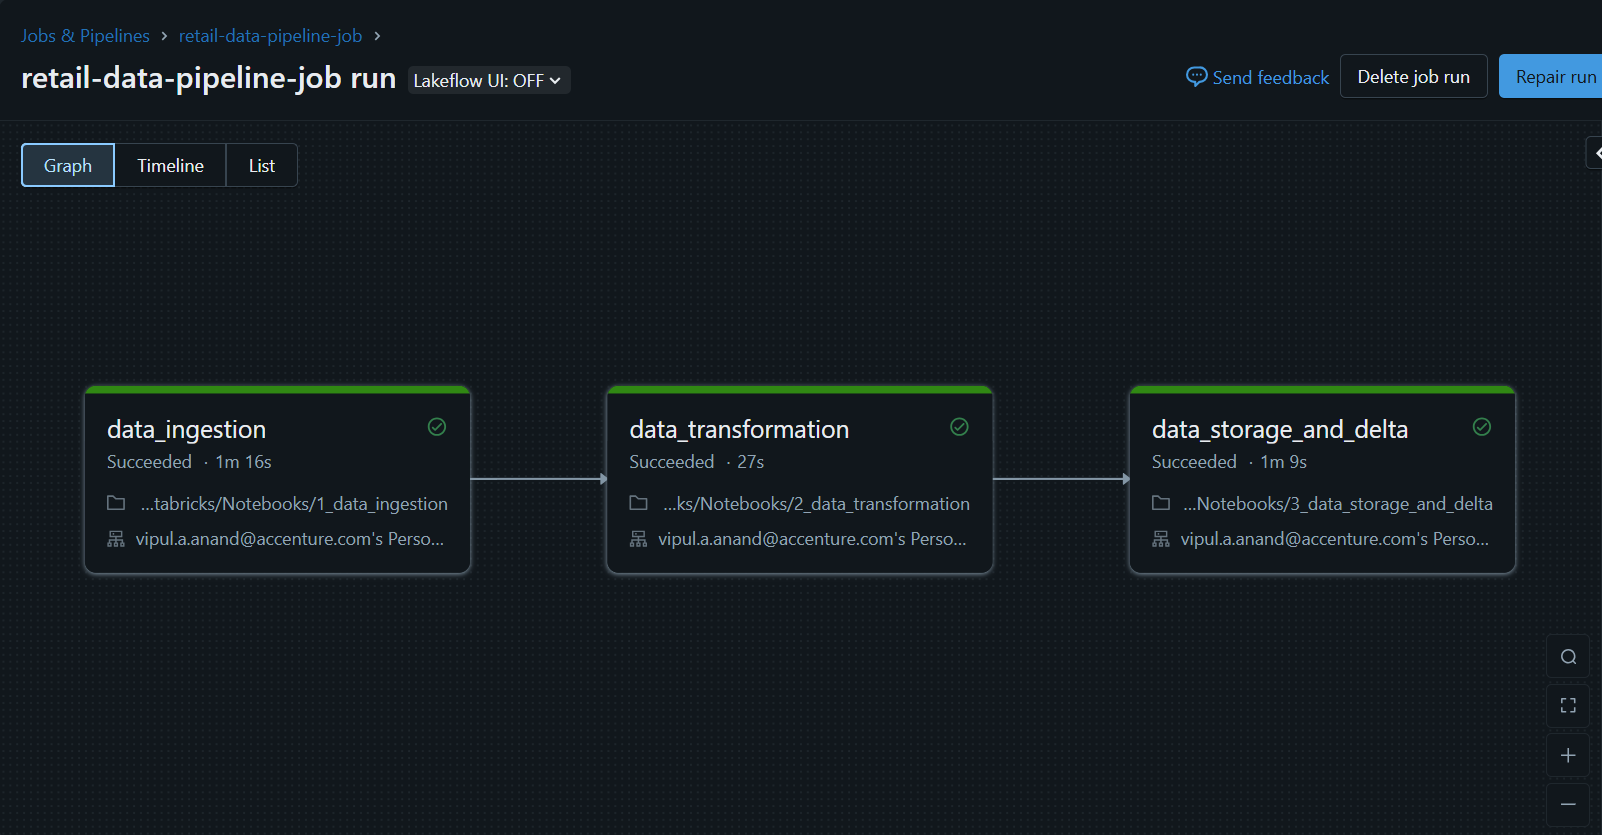 Jobs & Pipelines > retail-data-pipeline-job >
retail-data-pipeline-job run Lakeflow UI: OFF
Send feedback Delete job run Repair run
Graph Timeline List
data_ingestion
Succeeded · 1m 16s
...tabricks/Notebooks/1_data_ingestion
vipul.a.anand@accenture.com's Perso...
data_transformation
Succeeded · 27s
...ks/Notebooks/2_data_transformation
vipul.a.anand@accenture.com's Perso...
data_storage_and_delta
Succeeded · 1m 9s
...Notebooks/3_data_storage_and_delta
vipul.a.anand@accenture.com's Perso...